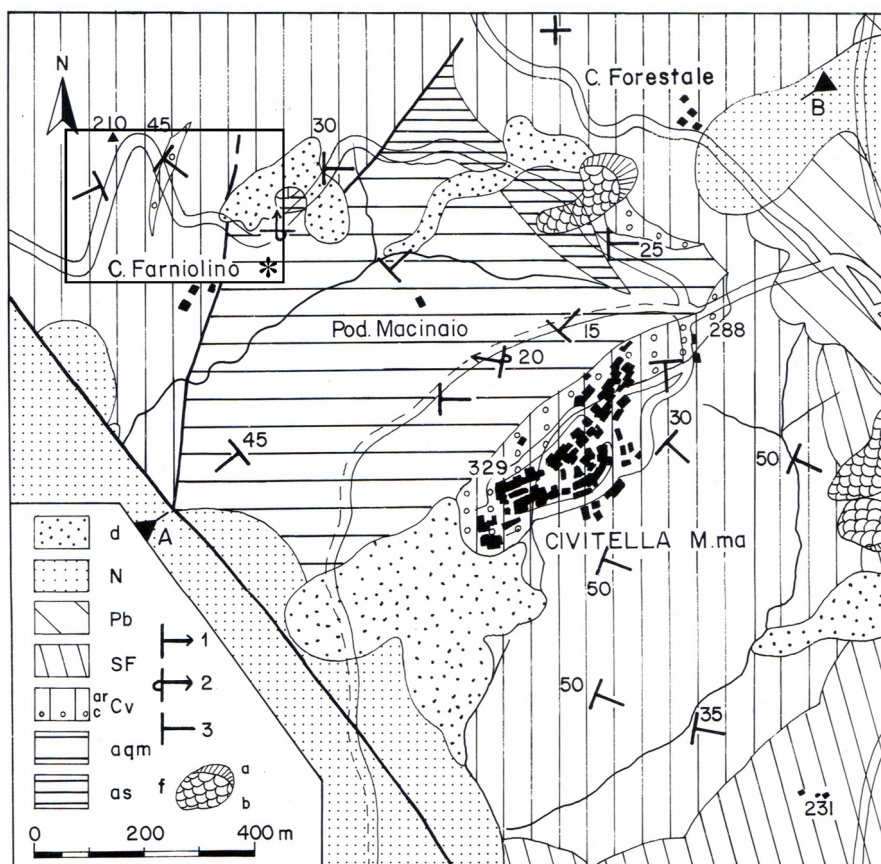 N
C. Forestale
B
210
45
30
25
C. Farniolino *
Pod. Macinaio
15
288
20
45
329
30
50
A
CIVITELLA M.ma
50
50
35
231
d
N
Pb
SF
ar
c Cv
aqm
as
1
2
3
f
a
b
0 200 400 m